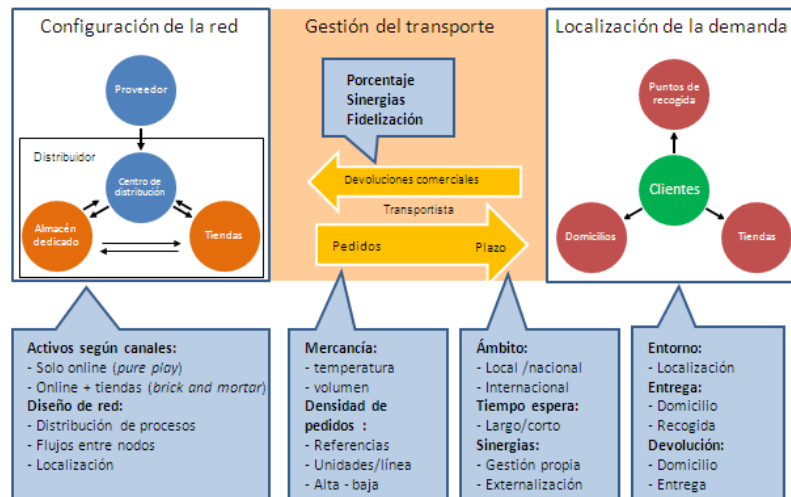 Configuración de la red
Proveedor
Distribuidor
Centro de
distribución
Almacén
dedicado
Tiendas
Gestión del transporte
Porcentaje
Sinergias
Fidelización
Devoluciones comerciales
Transportista
Pedidos
Plazo
Localización de la demanda
Puntos de
recogida
Clientes
Domicilios
Tiendas
Activos según canales:
- Solo online (pure play)
- Online + tiendas (brick and mortar)
Diseño de red:
- Distribución de procesos
- Flujos entre nodos
- Localización
Mercancía:
- temperatura
- volumen
Densidad de
pedidos :
- Referencias
- Unidades/línea
- Alta - baja
Ámbito:
- Local /nacional
- Internacional
Tiempo espera:
- Largo/corto
Sinergias:
- Gestión propia
- Externalización
Entorno:
- Localización
Entrega:
- Domicilio
- Recogida
Devolución:
- Domicilio
- Entrega